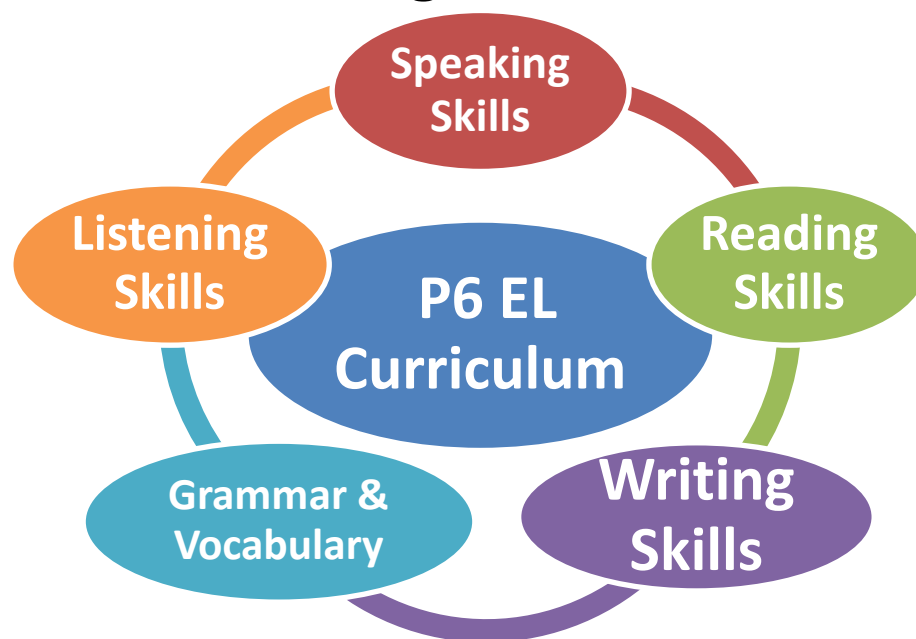 Speaking
Skills
Listening
Skills
Reading
Skills
P6 EL
Curriculum
Grammar &
Vocabulary
Writing
Skills